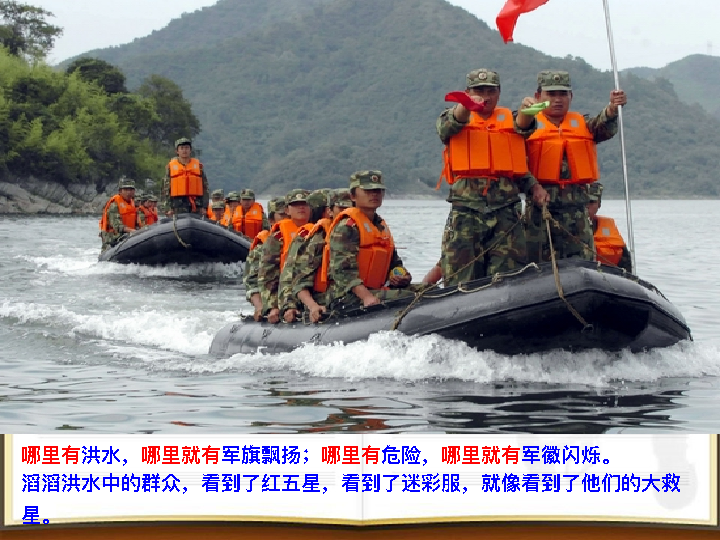 哪里有洪水，哪里就有军旗飘扬；哪里有危险，哪里就有军徽闪烁。
滔滔洪水中的群众，看到了红五星，看到了迷彩服，就像看到了他们的大救
星。